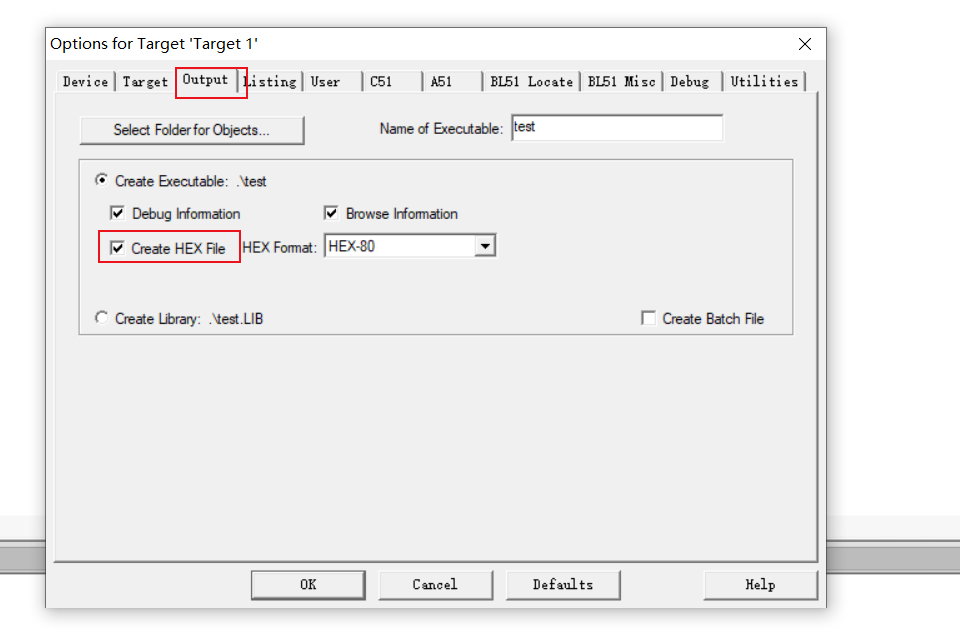 Options for Target 'Target 1'
Device Target Output Listing User C51 A51 BL51 Locate BL51 Misc Debug Utilities
Select Folder for Objects... Name of Executable: test
Create Executable: .\test
Debug Information Browse Information
Create HEX File HEX Format: HEX-80
Create Library: .\test.LIB Create Batch File
OK Cancel Defaults Help